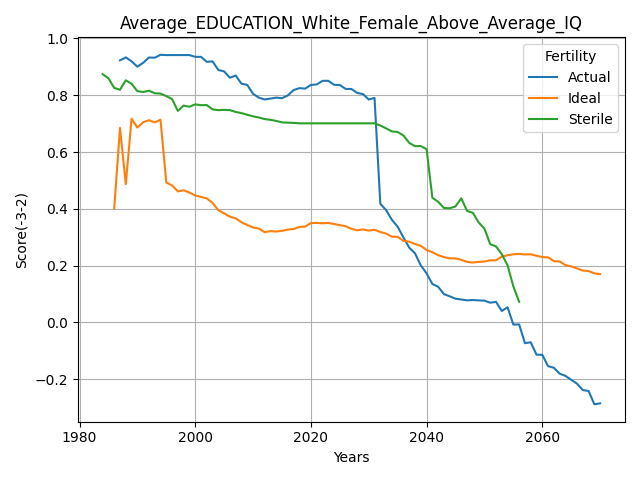 Average_EDUCATION_White_Female_Above_Average_IQ
Fertility
Actual
Ideal
Sterile
Score(-3-2)
1.0
0.8
0.6
0.4
0.2
0.0
−0.2
1980
2000
2020
2040
2060
Years